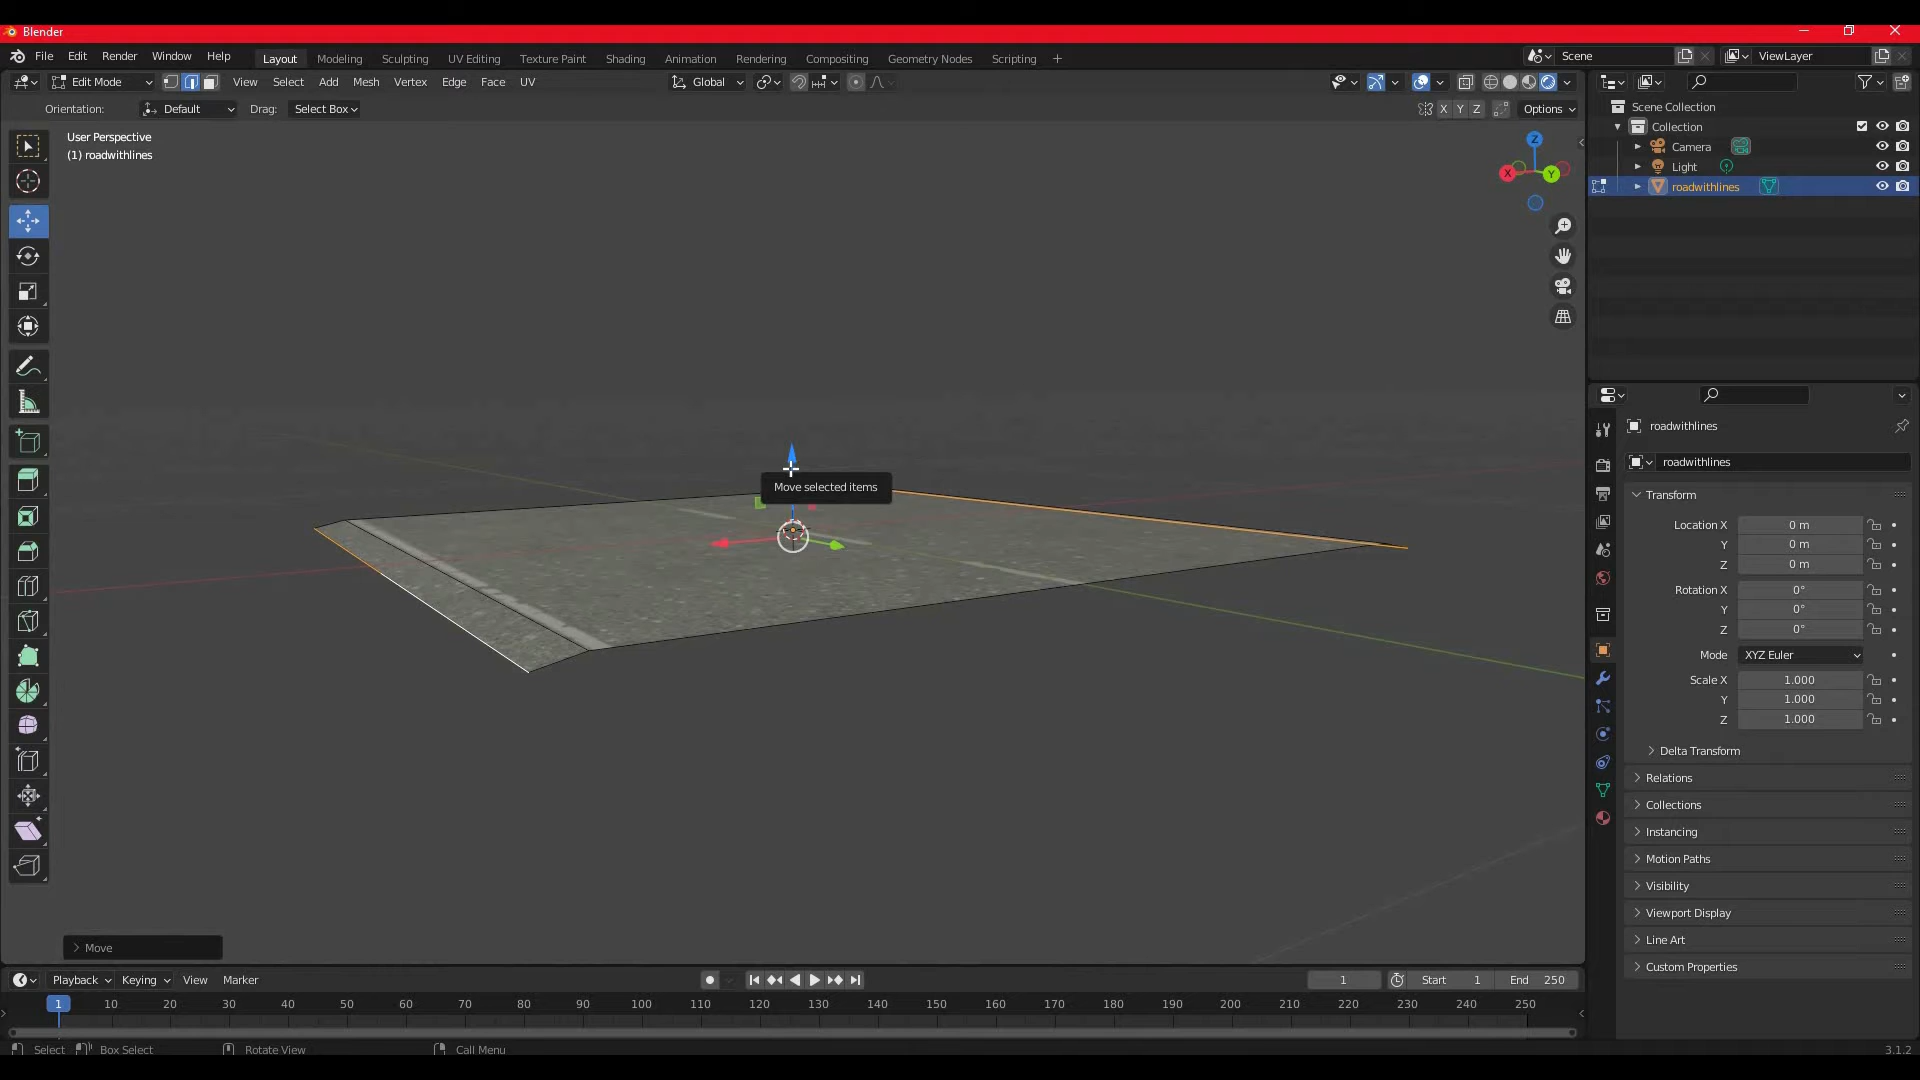 Blender
File Edit Render Window Help Layout Modeling Sculpting UV Editing Texture Paint Shading Animation Rendering Compositing Geometry Nodes Scripting + Scene ViewLayer
Edit Mode View Select Add Mesh Vertex Edge Face UV Global
Orientation: Default Drag: Select Box X Y Z Options
User Perspective
(1) roadwithlines
Z
X
Y
Scene Collection
Collection
Camera
Light
roadwithlines
Move selected items
roadwithlines
roadwithlines
Transform
Location X 0 m
Y 0 m
Z 0 m
Rotation X 0°
Y 0°
Z 0°
Mode XYZ Euler
Scale X 1.000
Y 1.000
Z 1.000
Delta Transform
Relations
Collections
Instancing
Motion Paths
Visibility
Viewport Display
Line Art
Custom Properties
Move
Playback Keying View Marker 1 Start 1 End 250
1 10 20 30 40 50 60 70 80 90 100 110 120 130 140 150 160 170 180 190 200 210 220 230 240 250
Select Box Select Rotate View Call Menu 3.1.2